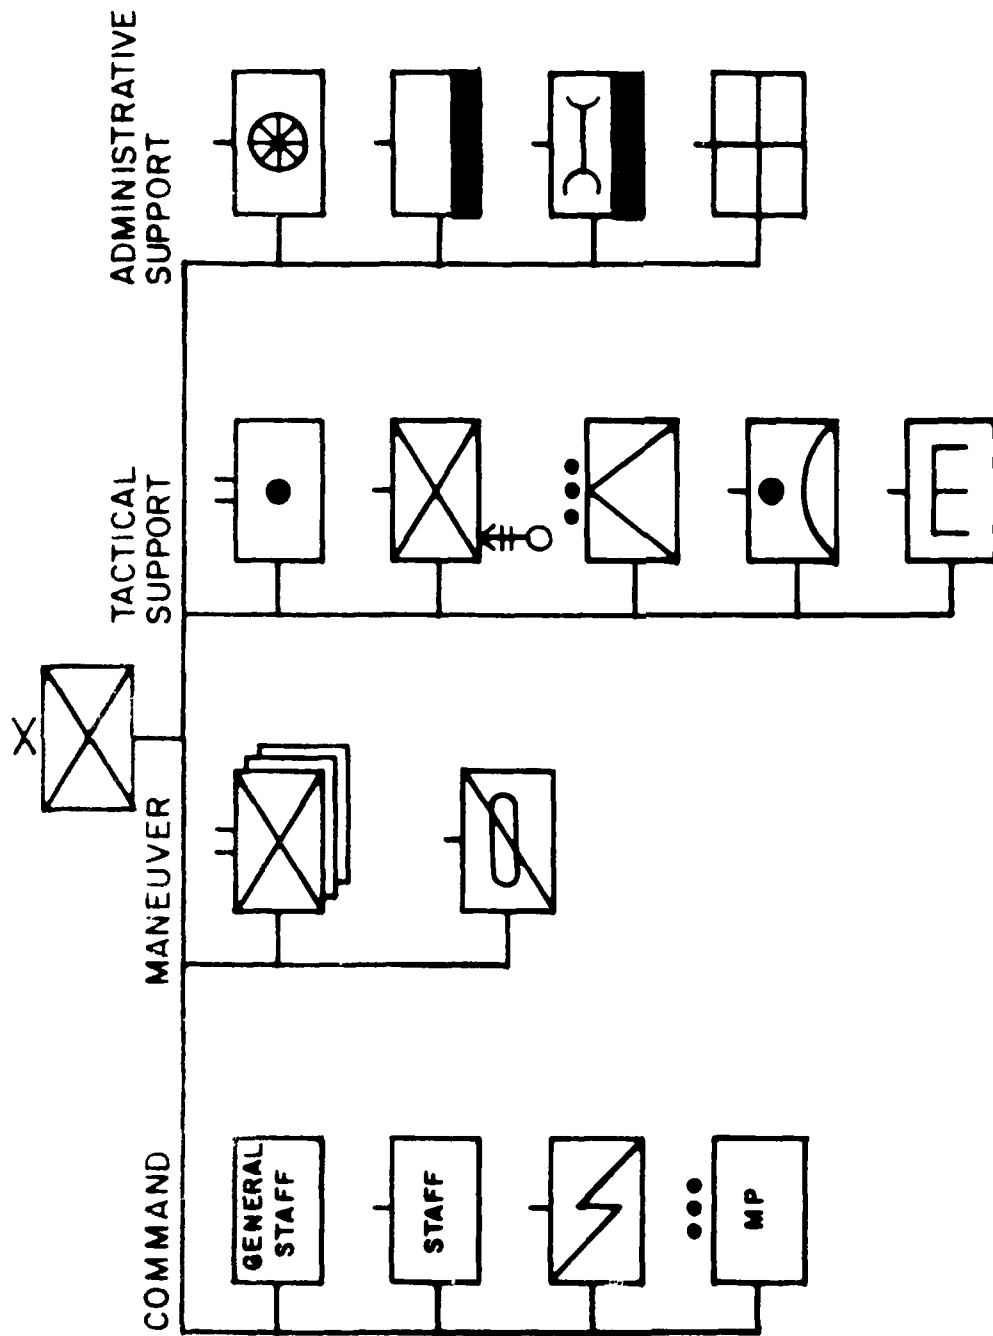 COMMAND
GENERAL
STAFF
STAFF
MP
MANEUVER
TACTICAL
SUPPORT
ADMINISTRATIVE
SUPPORT